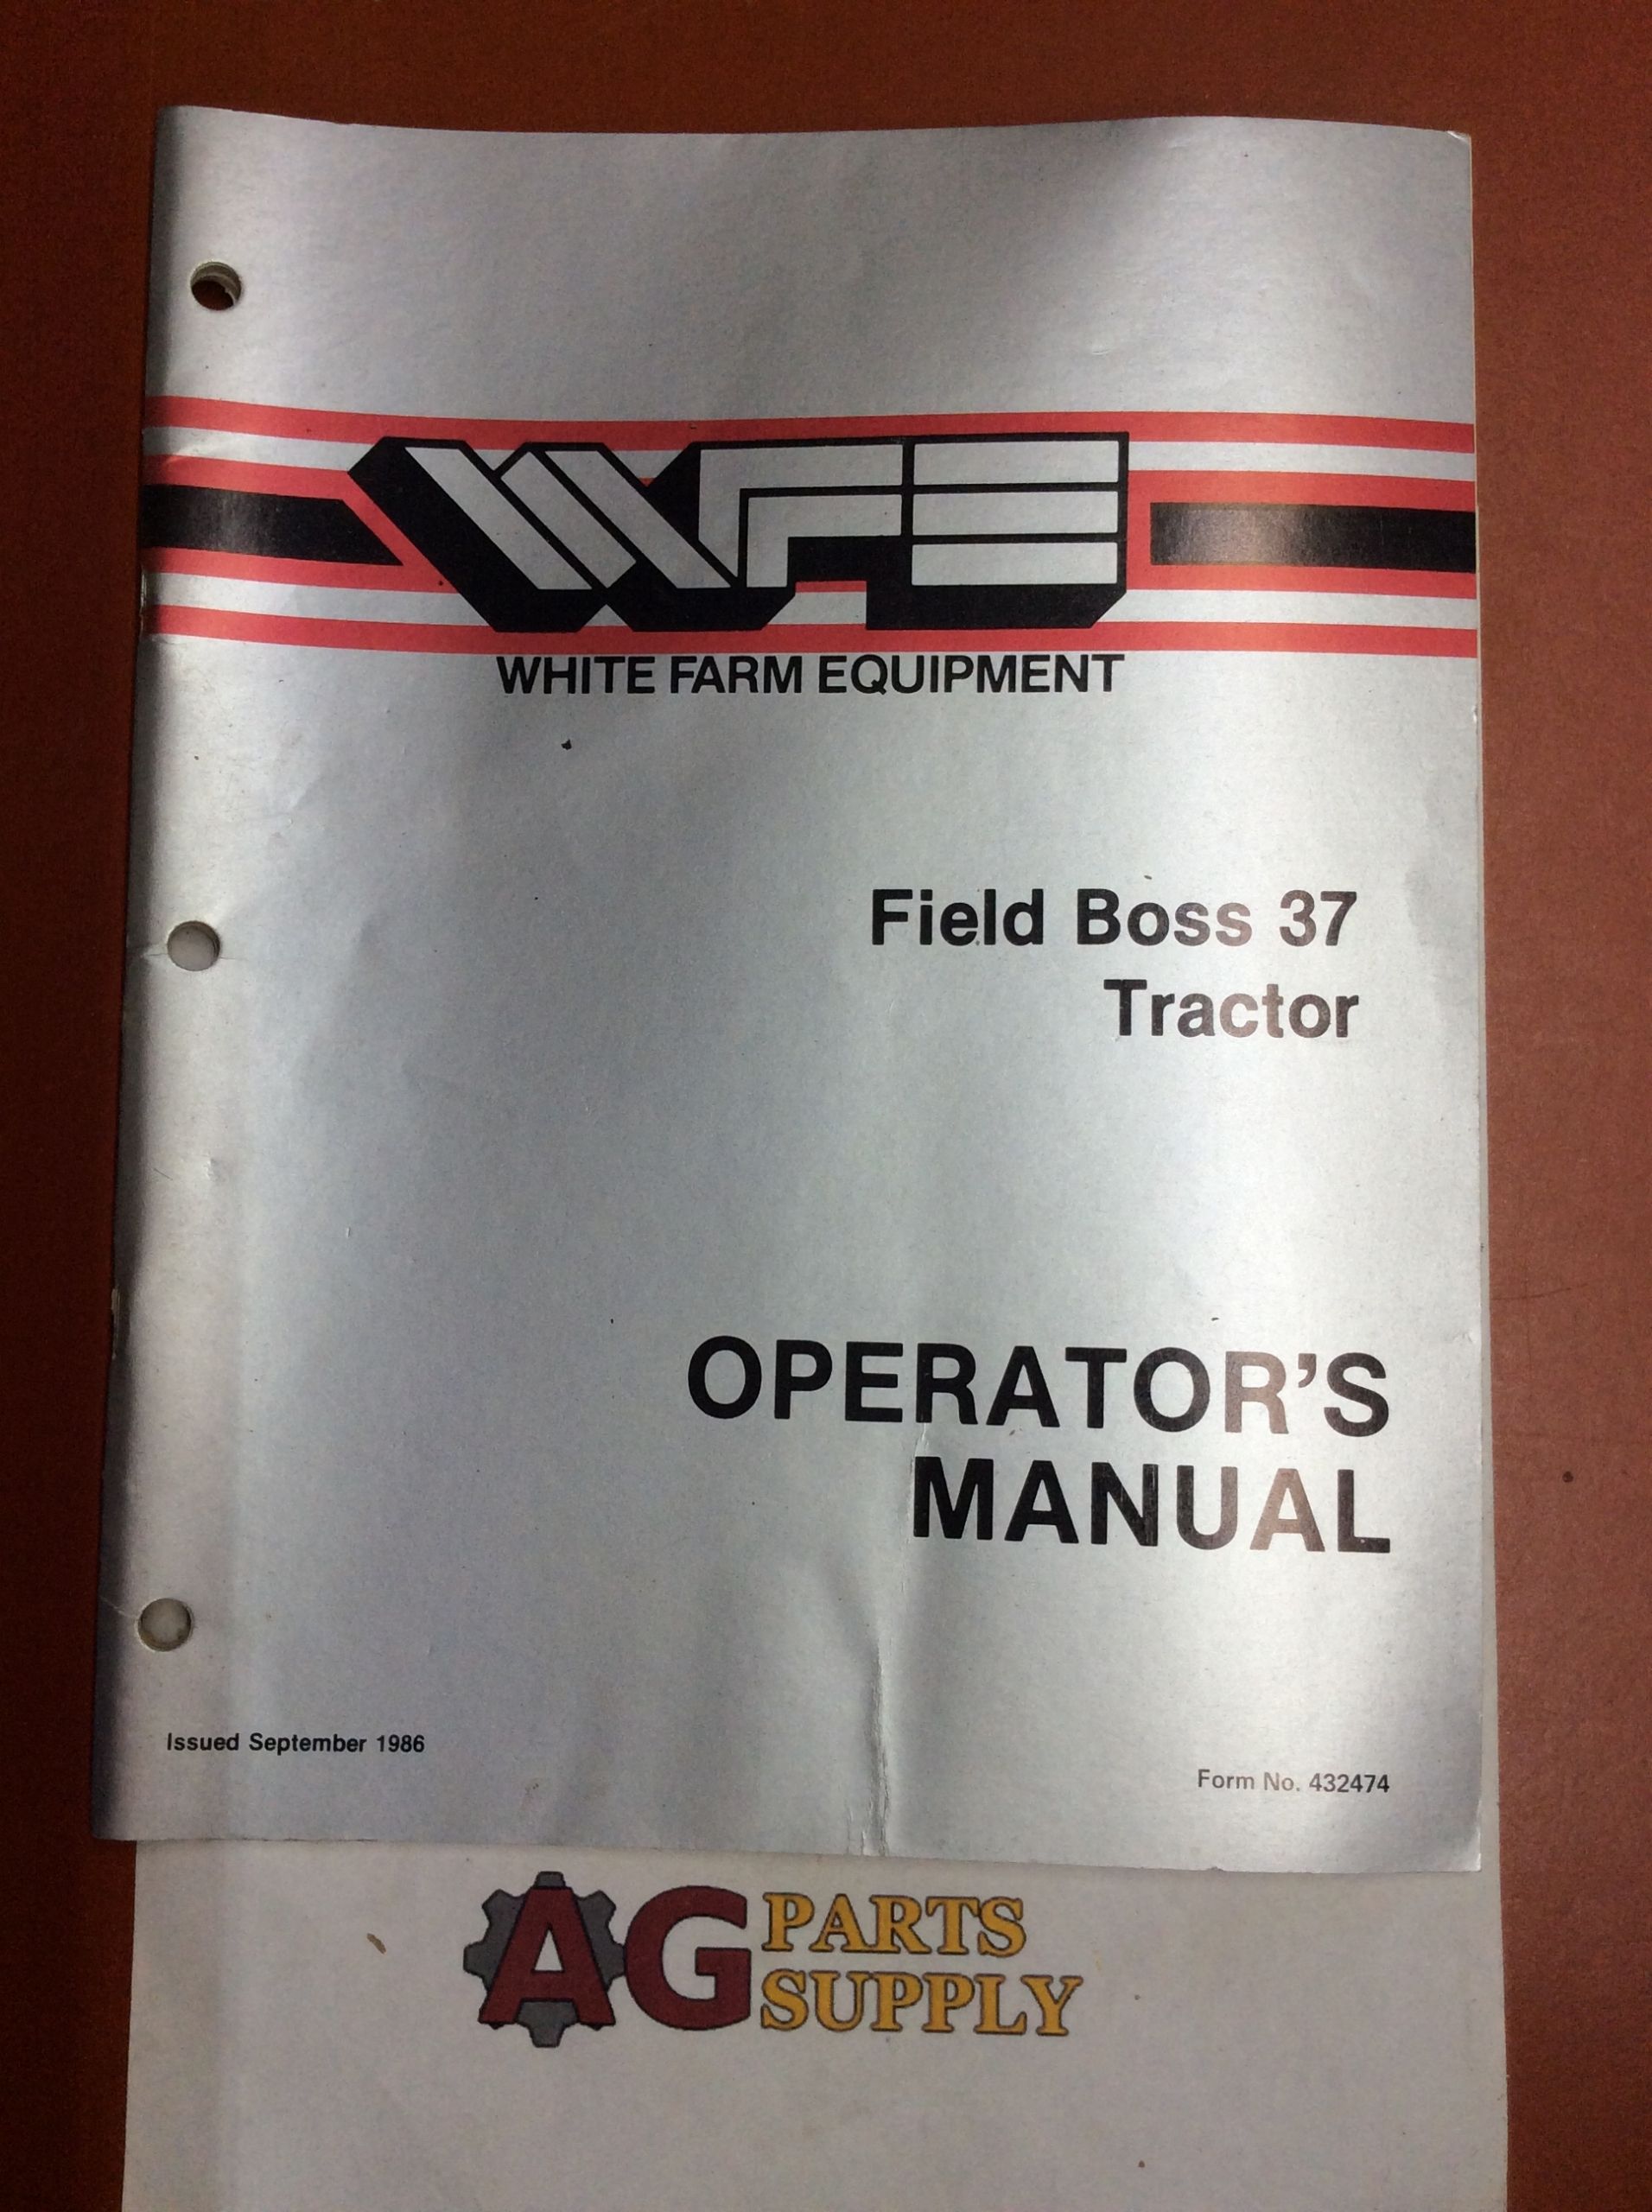 WFE
WHITE FARM EQUIPMENT
Field Boss 37
Tractor
OPERATOR'S
MANUAL
Issued September 1986
Form No. 432474
AG PARTS
SUPPLY